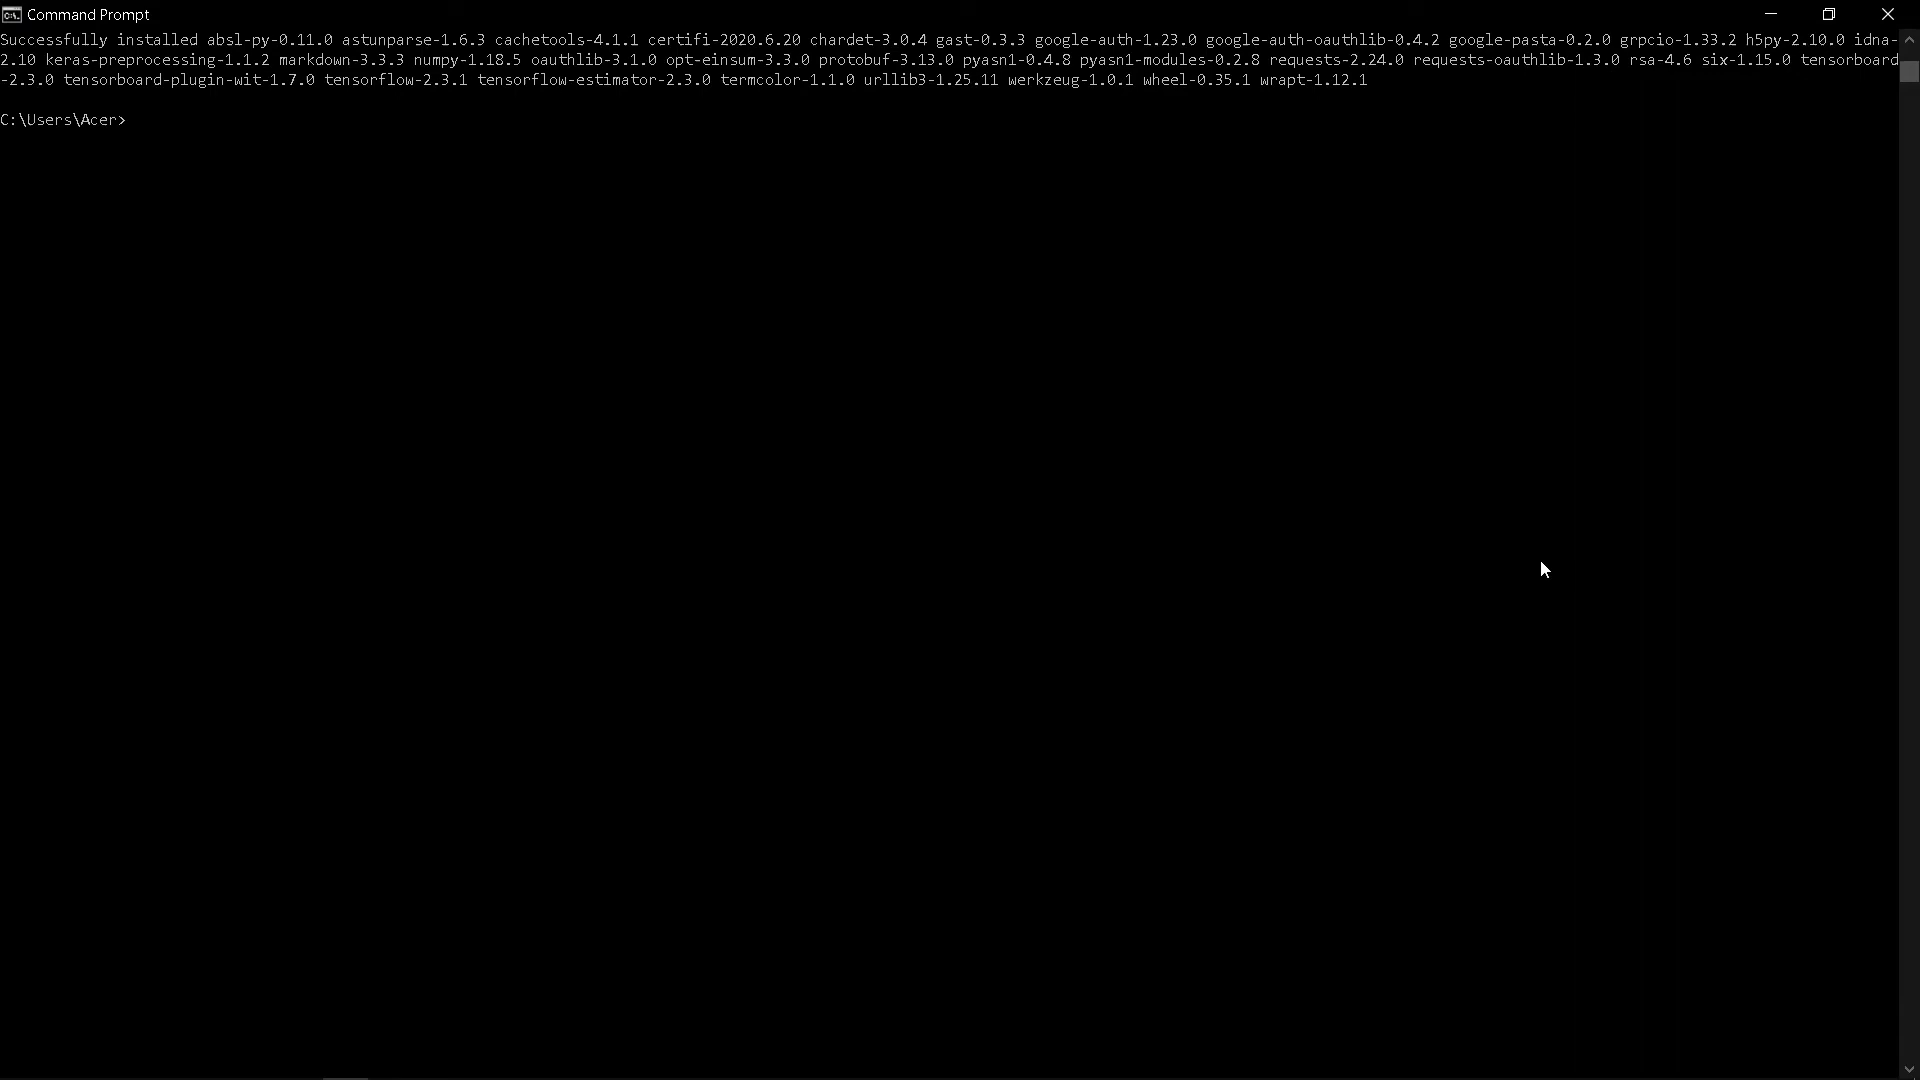 Command Prompt
Successfully installed absl-py-0.11.0 astunparse-1.6.3 cachetools-4.1.1 certifi-2020.6.20 chardet-3.0.4 gast-0.3.3 google-auth-1.23.0 google-auth-oauthlib-0.4.2 google-pasta-0.2.0 grpcio-1.33.2 h5py-2.10.0 idna-
2.10 keras-preprocessing-1.1.2 markdown-3.3.3 numpy-1.18.5 oauthlib-3.1.0 opt-einsum-3.3.0 protobuf-3.13.0 pyasn1-0.4.8 pyasn1-modules-0.2.8 requests-2.24.0 requests-oauthlib-1.3.0 rsa-4.6 six-1.15.0 tensorboard
-2.3.0 tensorboard-plugin-wit-1.7.0 tensorflow-2.3.1 tensorflow-estimator-2.3.0 termcolor-1.1.0 urllib3-1.25.11 werkzeug-1.0.1 wheel-0.35.1 wrapt-1.12.1
C:\Users\Acer>